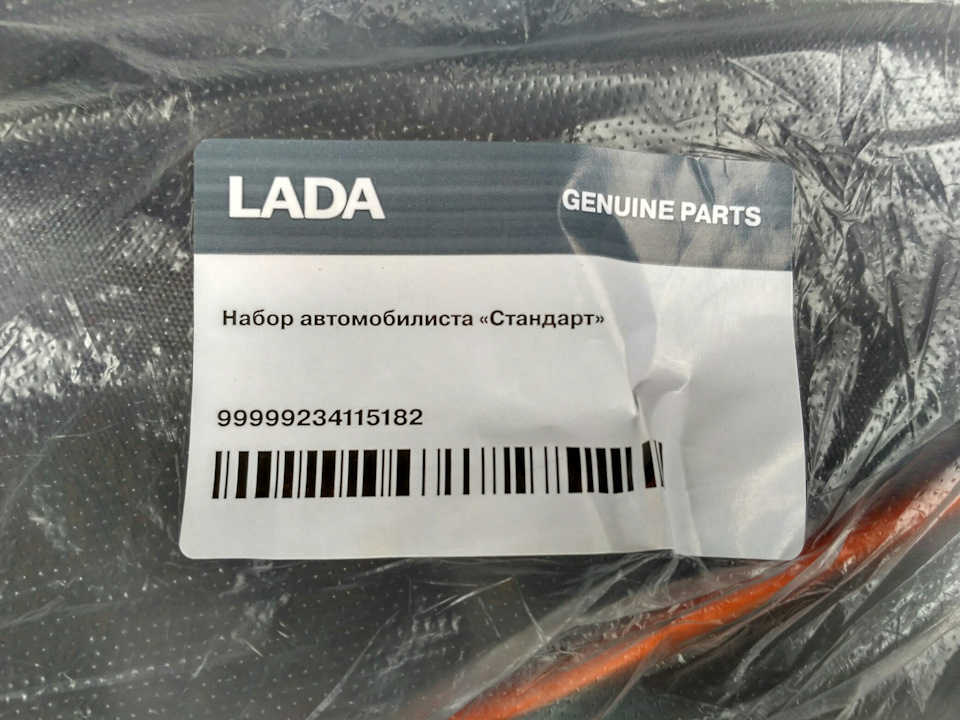 LADA
GENUINE PARTS
Набор автомобилиста «Стандарт»
99999234115182